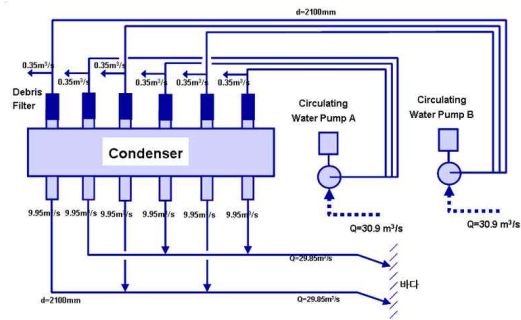 d=2100mm
0.35m³/s
0.35m³/s
0.35m³/s
0.35m³/s
0.35m³/s
0.35m³/s
Debris
Filter
Circulating
Water Pump A
Circulating
Water Pump B
Condenser
9.95m³/s
9.95m³/s
9.95m³/s
9.95m³/s
9.95m³/s
9.95m³/s
Q=30.9 m³/s
Q=30.9 m³/s
Q=29.85m³/s
바다
d=2100mm
Q=29.85m³/s